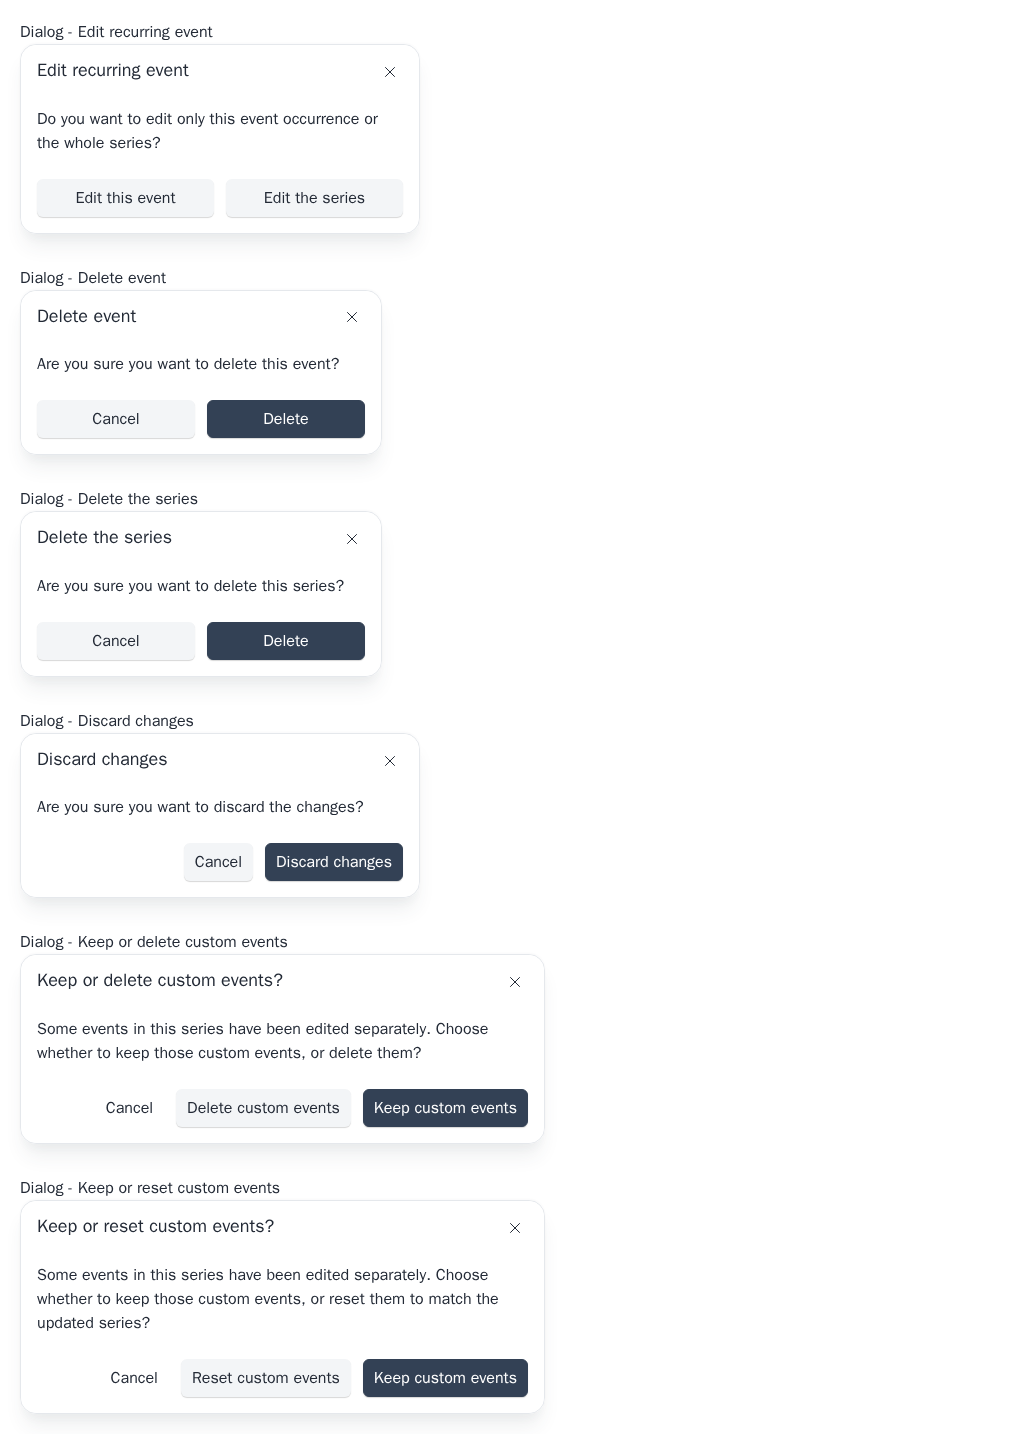 Dialog - Edit recurring event
Edit recurring event
Do you want to edit only this event occurrence or
the whole series?
Edit this event
Edit the series
Dialog - Delete event
Delete event
Are you sure you want to delete this event?
Cancel
Delete
Dialog - Delete the series
Delete the series
Are you sure you want to delete this series?
Cancel
Delete
Dialog - Discard changes
Discard changes
Are you sure you want to discard the changes?
Cancel
Discard changes
Dialog - Keep or delete custom events
Keep or delete custom events?
Some events in this series have been edited separately. Choose
whether to keep those custom events, or delete them?
Cancel
Delete custom events
Keep custom events
Dialog - Keep or reset custom events
Keep or reset custom events?
Some events in this series have been edited separately. Choose
whether to keep those custom events, or reset them to match the
updated series?
Cancel
Reset custom events
Keep custom events